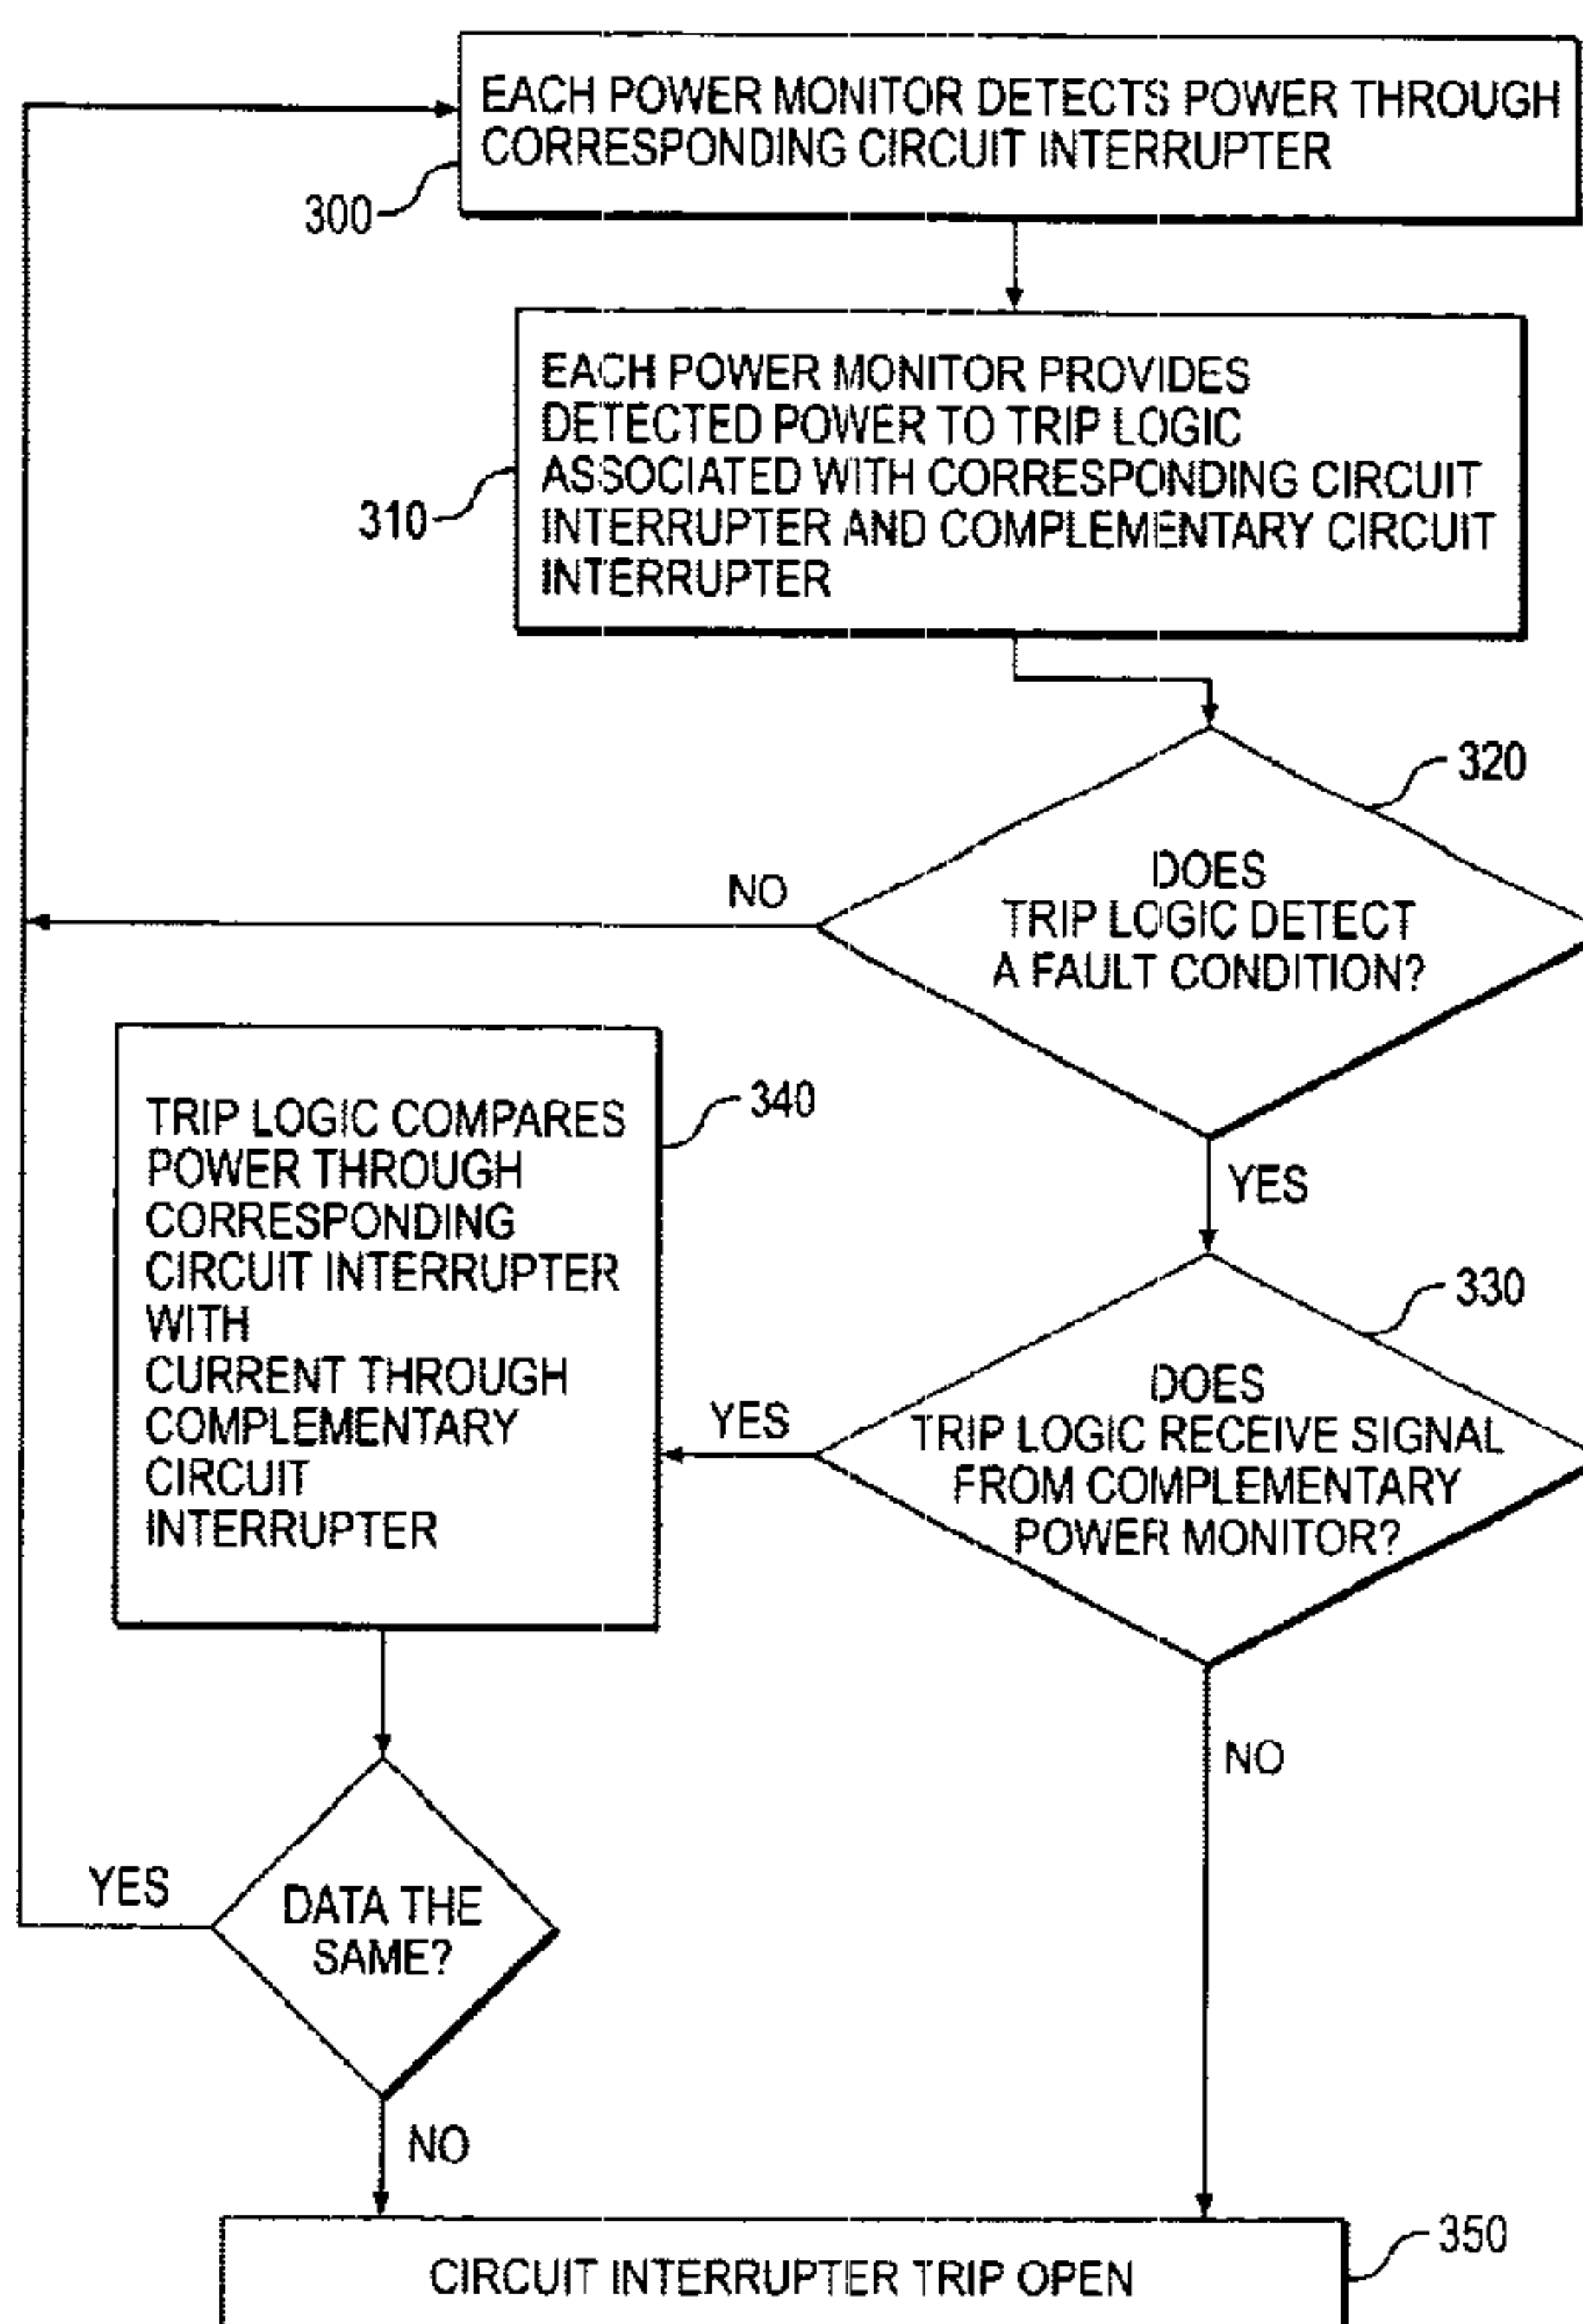 EACH POWER MONITOR DETECTS POWER THROUGH
CORRESPONDING CIRCUIT INTERRUPTER
300
EACH POWER MONITOR PROVIDES
DETECTED POWER TO TRIP LOGIC
ASSOCIATED WITH CORRESPONDING CIRCUIT
INTERRUPTER AND COMPLEMENTARY CIRCUIT
INTERRUPTER
310
320
DOES
TRIP LOGIC DETECT
A FAULT CONDITION?
NO
YES
330
DOES
TRIP LOGIC RECEIVE SIGNAL
FROM COMPLEMENTARY
POWER MONITOR?
YES
NO
340
TRIP LOGIC COMPARES
POWER THROUGH
CORRESPONDING
CIRCUIT INTERRUPTER
WITH
CURRENT THROUGH
COMPLEMENTARY
CIRCUIT
INTERRUPTER
DATA THE
SAME?
YES
NO
CIRCUIT INTERRUPTER TRIP OPEN
350